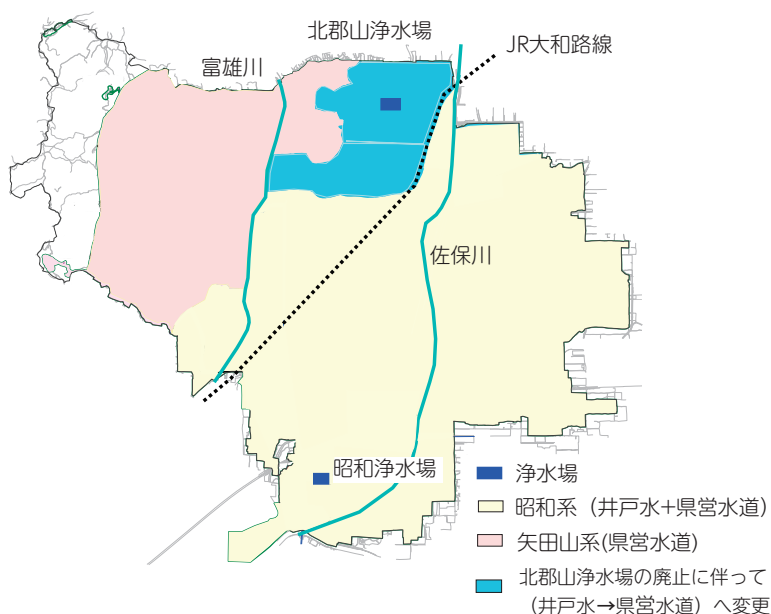 北郡山浄水場
JR大和路線
富雄川
佐保川
昭和浄水場
浄水場
昭和系（井戸水+県営水道）
矢田山系(県営水道)
北郡山浄水場の廃止に伴って
（井戸水→県営水道）へ変更